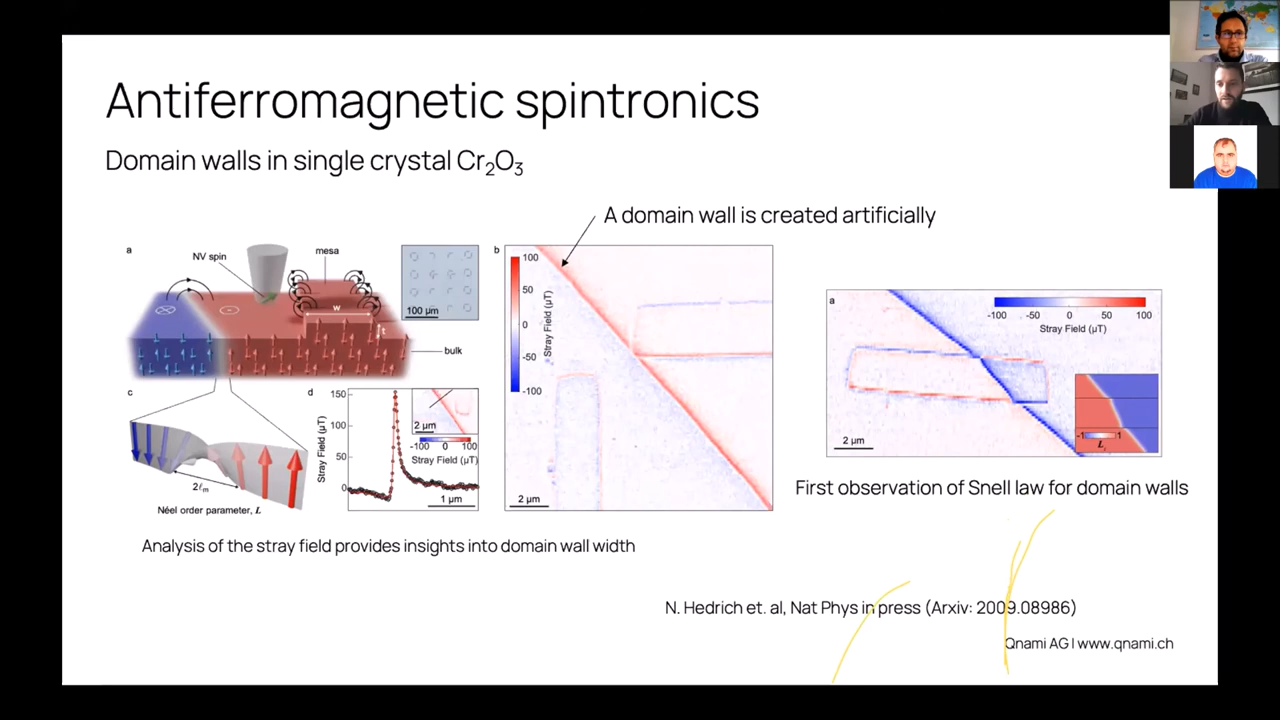 Antiferromagnetic spintronics
Domain walls in single crystal Cr₂O₃
A domain wall is created artificially
a
NV spin
mesa
w
t
100 µm
bulk
b
100
50
0
-50
-100
Stray Field (µT)
2 µm
c
2ℓm
Néel order parameter, L
d
150
100
50
0
Stray Field (µT)
2 µm
-100 0 100
Stray Field (µT)
1 µm
a
-100 -50 0 50 100
Stray Field (µT)
2 µm
-1 1
First observation of Snell law for domain walls
Analysis of the stray field provides insights into domain wall width
N. Hedrich et. al, Nat Phys in press (Arxiv: 2009.08986)
Qnami AG | www.qnami.ch